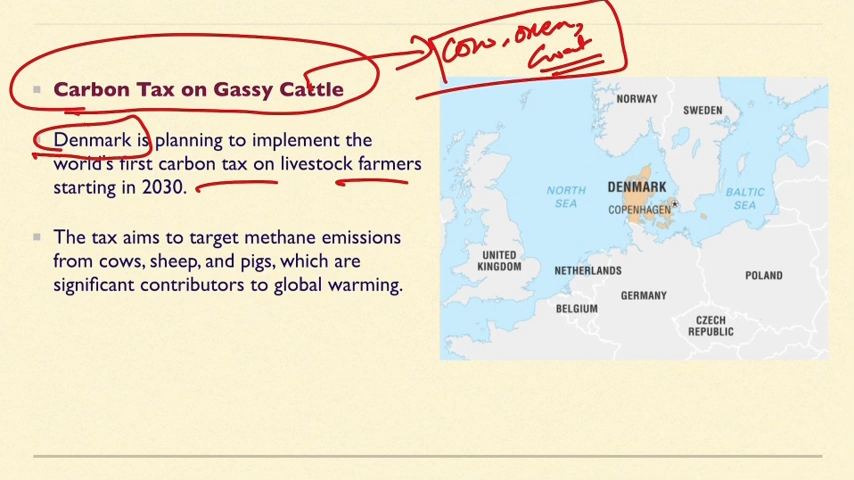 cow, oxen,
Goat
Carbon Tax on Gassy Cattle
Denmark is planning to implement the
world's first carbon tax on livestock farmers
starting in 2030.
The tax aims to target methane emissions
from cows, sheep, and pigs, which are
significant contributors to global warming.
NORWAY
SWEDEN
DENMARK
COPENHAGEN
NORTH
SEA
BALTIC
SEA
UNITED
KINGDOM
NETHERLANDS
POLAND
GERMANY
BELGIUM
CZECH
REPUBLIC